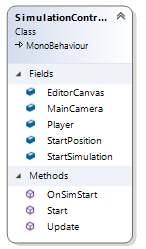 SimulationContr...
Class
MonoBehaviour
Fields
EditorCanvas
MainCamera
Player
StartPosition
StartSimulation
Methods
OnSimStart
Start
Update